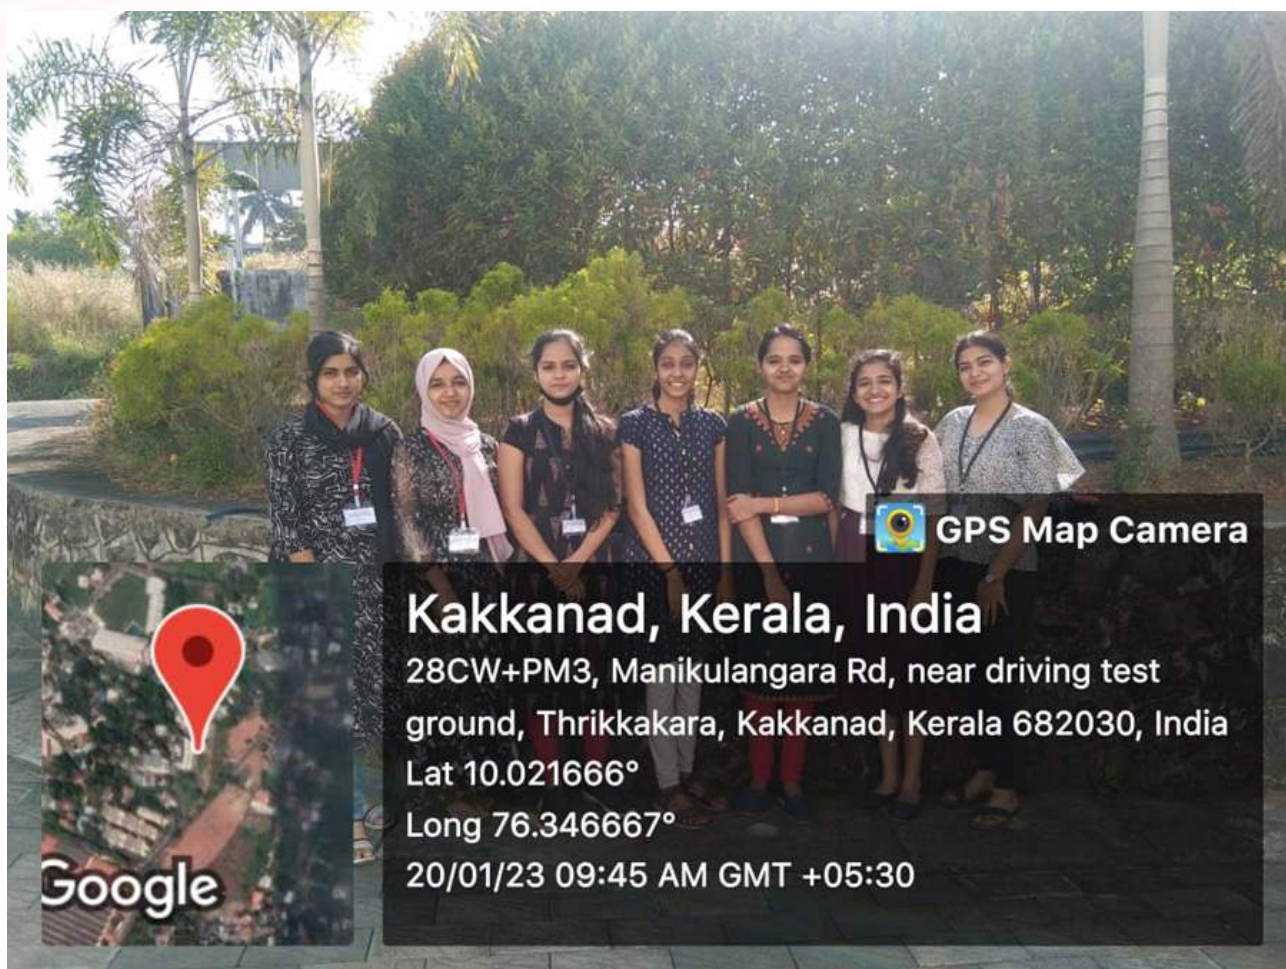 GPS Map Camera
Kakkanad, Kerala, India
28CW+PM3, Manikulangara Rd, near driving test
ground, Thrikkakara, Kakkanad, Kerala 682030, India
Lat 10.021666°
Long 76.346667°
20/01/23 09:45 AM GMT +05:30
Google